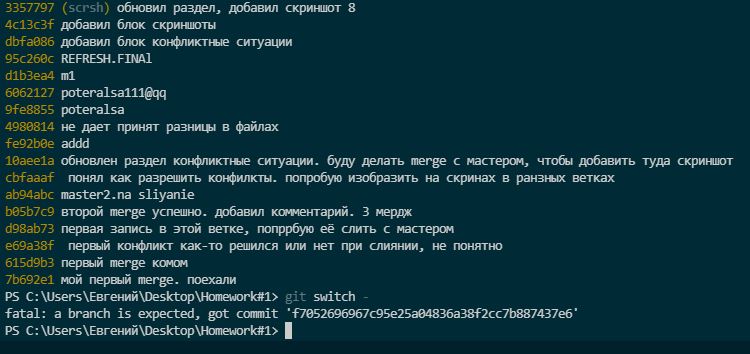 3357797 (scrsh) обновил раздел, добавил скриншот 8
4c13c3f добавил блок скриншоты
dbfa086 добавил блок конфликтные ситуации
95c260c REFRESH.FINAl
d1b3ea4 m1
6062127 poteralsa111@qq
9fe8855 poteralsa
4980814 не дает принят разницы в файлах
fe92b0e addd
10aee1a обновлен раздел конфликтные ситуации. буду делать merge с мастером, чтобы добавить туда скриншот
cbfaaaf  понял как разрешить конфилкты. попробую изобразить на скринах в ранзных ветках
ab94abc master2.na sliyanie
b05b7c9 второй merge успешно. добавил комментарий. 3 мердж
d98ab73 первая запись в этой ветке, попррбую её слить с мастером
e69a38f  первый конфликт как-то решился или нет при слиянии, не понятно
615d9b3 первый merge комом
7b692e1 мой первый merge. поехали
PS C:\Users\Евгений\Desktop\Homework#1> git switch -
fatal: a branch is expected, got commit 'f7052696967c95e25a04836a38f2cc7b887437e6'
PS C:\Users\Евгений\Desktop\Homework#1>